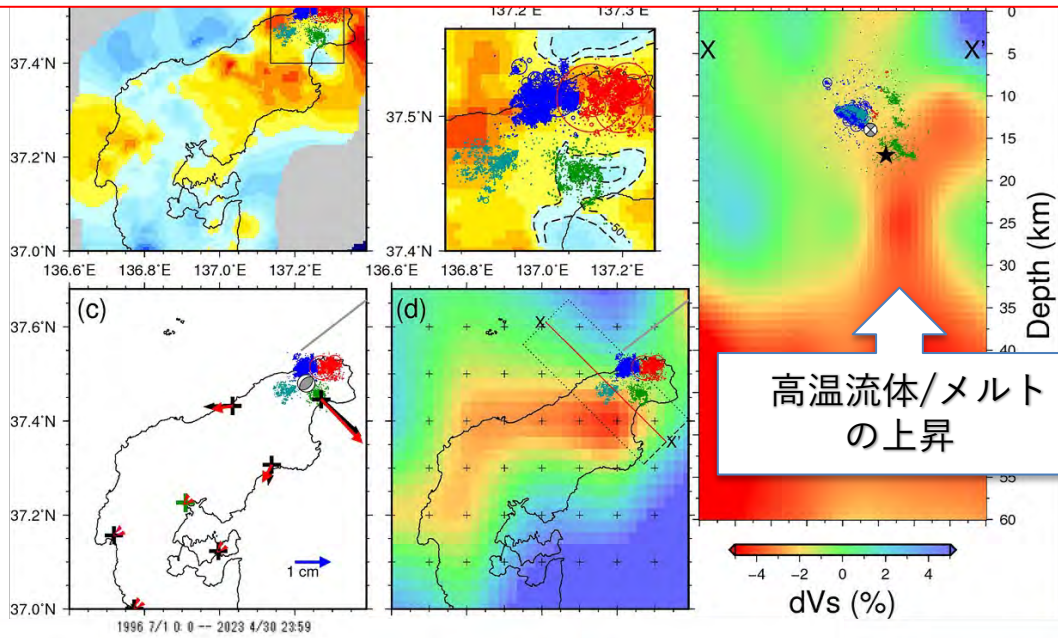 137.2˚E 137.3˚E
37.4˚N
37.2˚N
37.0˚N
37.5˚N
37.4˚N
50
X X'
0
5
10
15
20
25
30
35
40
55
60
Depth (km)
高温流体/メルト
の上昇
136.6˚E 136.8˚E 137.0˚E 137.2˚E 136.8˚E 137.0˚E 137.2˚E
(c)
37.6˚N
37.4˚N
37.2˚N
37.0˚N
1 cm
(d)
X
X'
−4 −2 0 2 4
dVs (%)
1996 7/1 0: 0 -- 2023 4/30 23:59